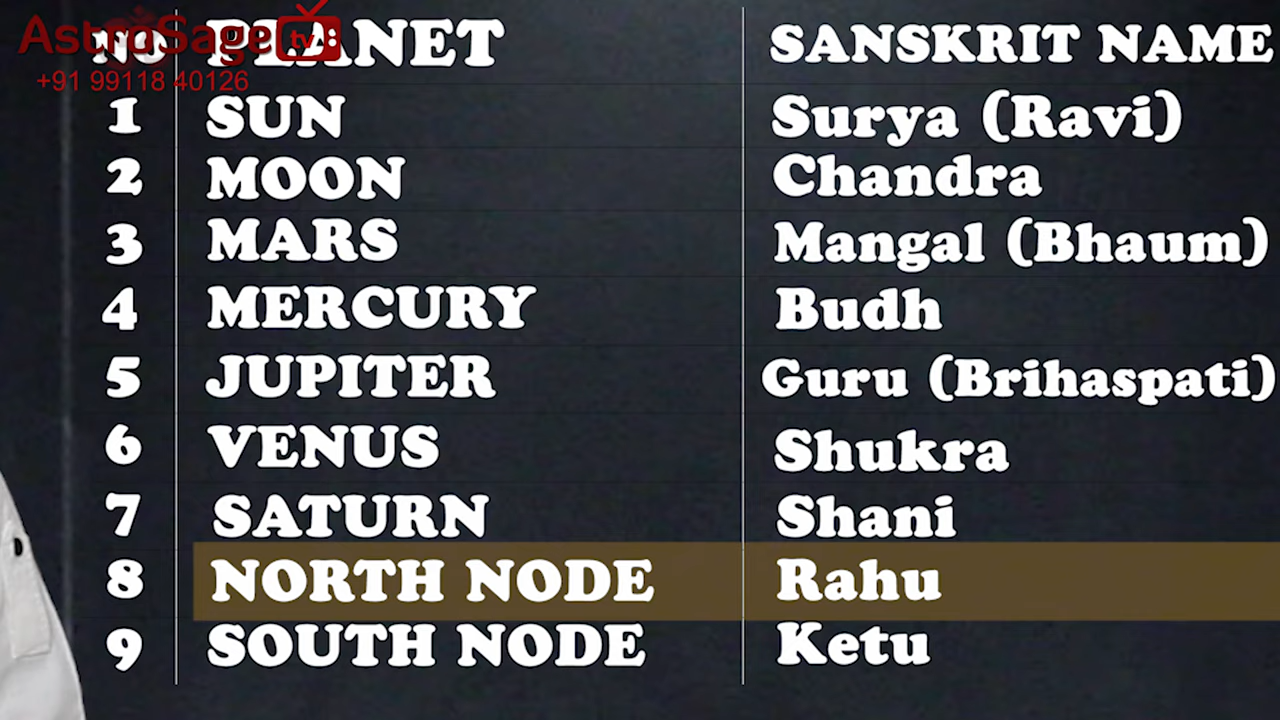 AstroSage tv
+91 99118 40126
NO PLANET SANSKRIT NAME
1 SUN Surya (Ravi)
2 MOON Chandra
3 MARS Mangal (Bhaum)
4 MERCURY Budh
5 JUPITER Guru (Brihaspati)
6 VENUS Shukra
7 SATURN Shani
8 NORTH NODE Rahu
9 SOUTH NODE Ketu